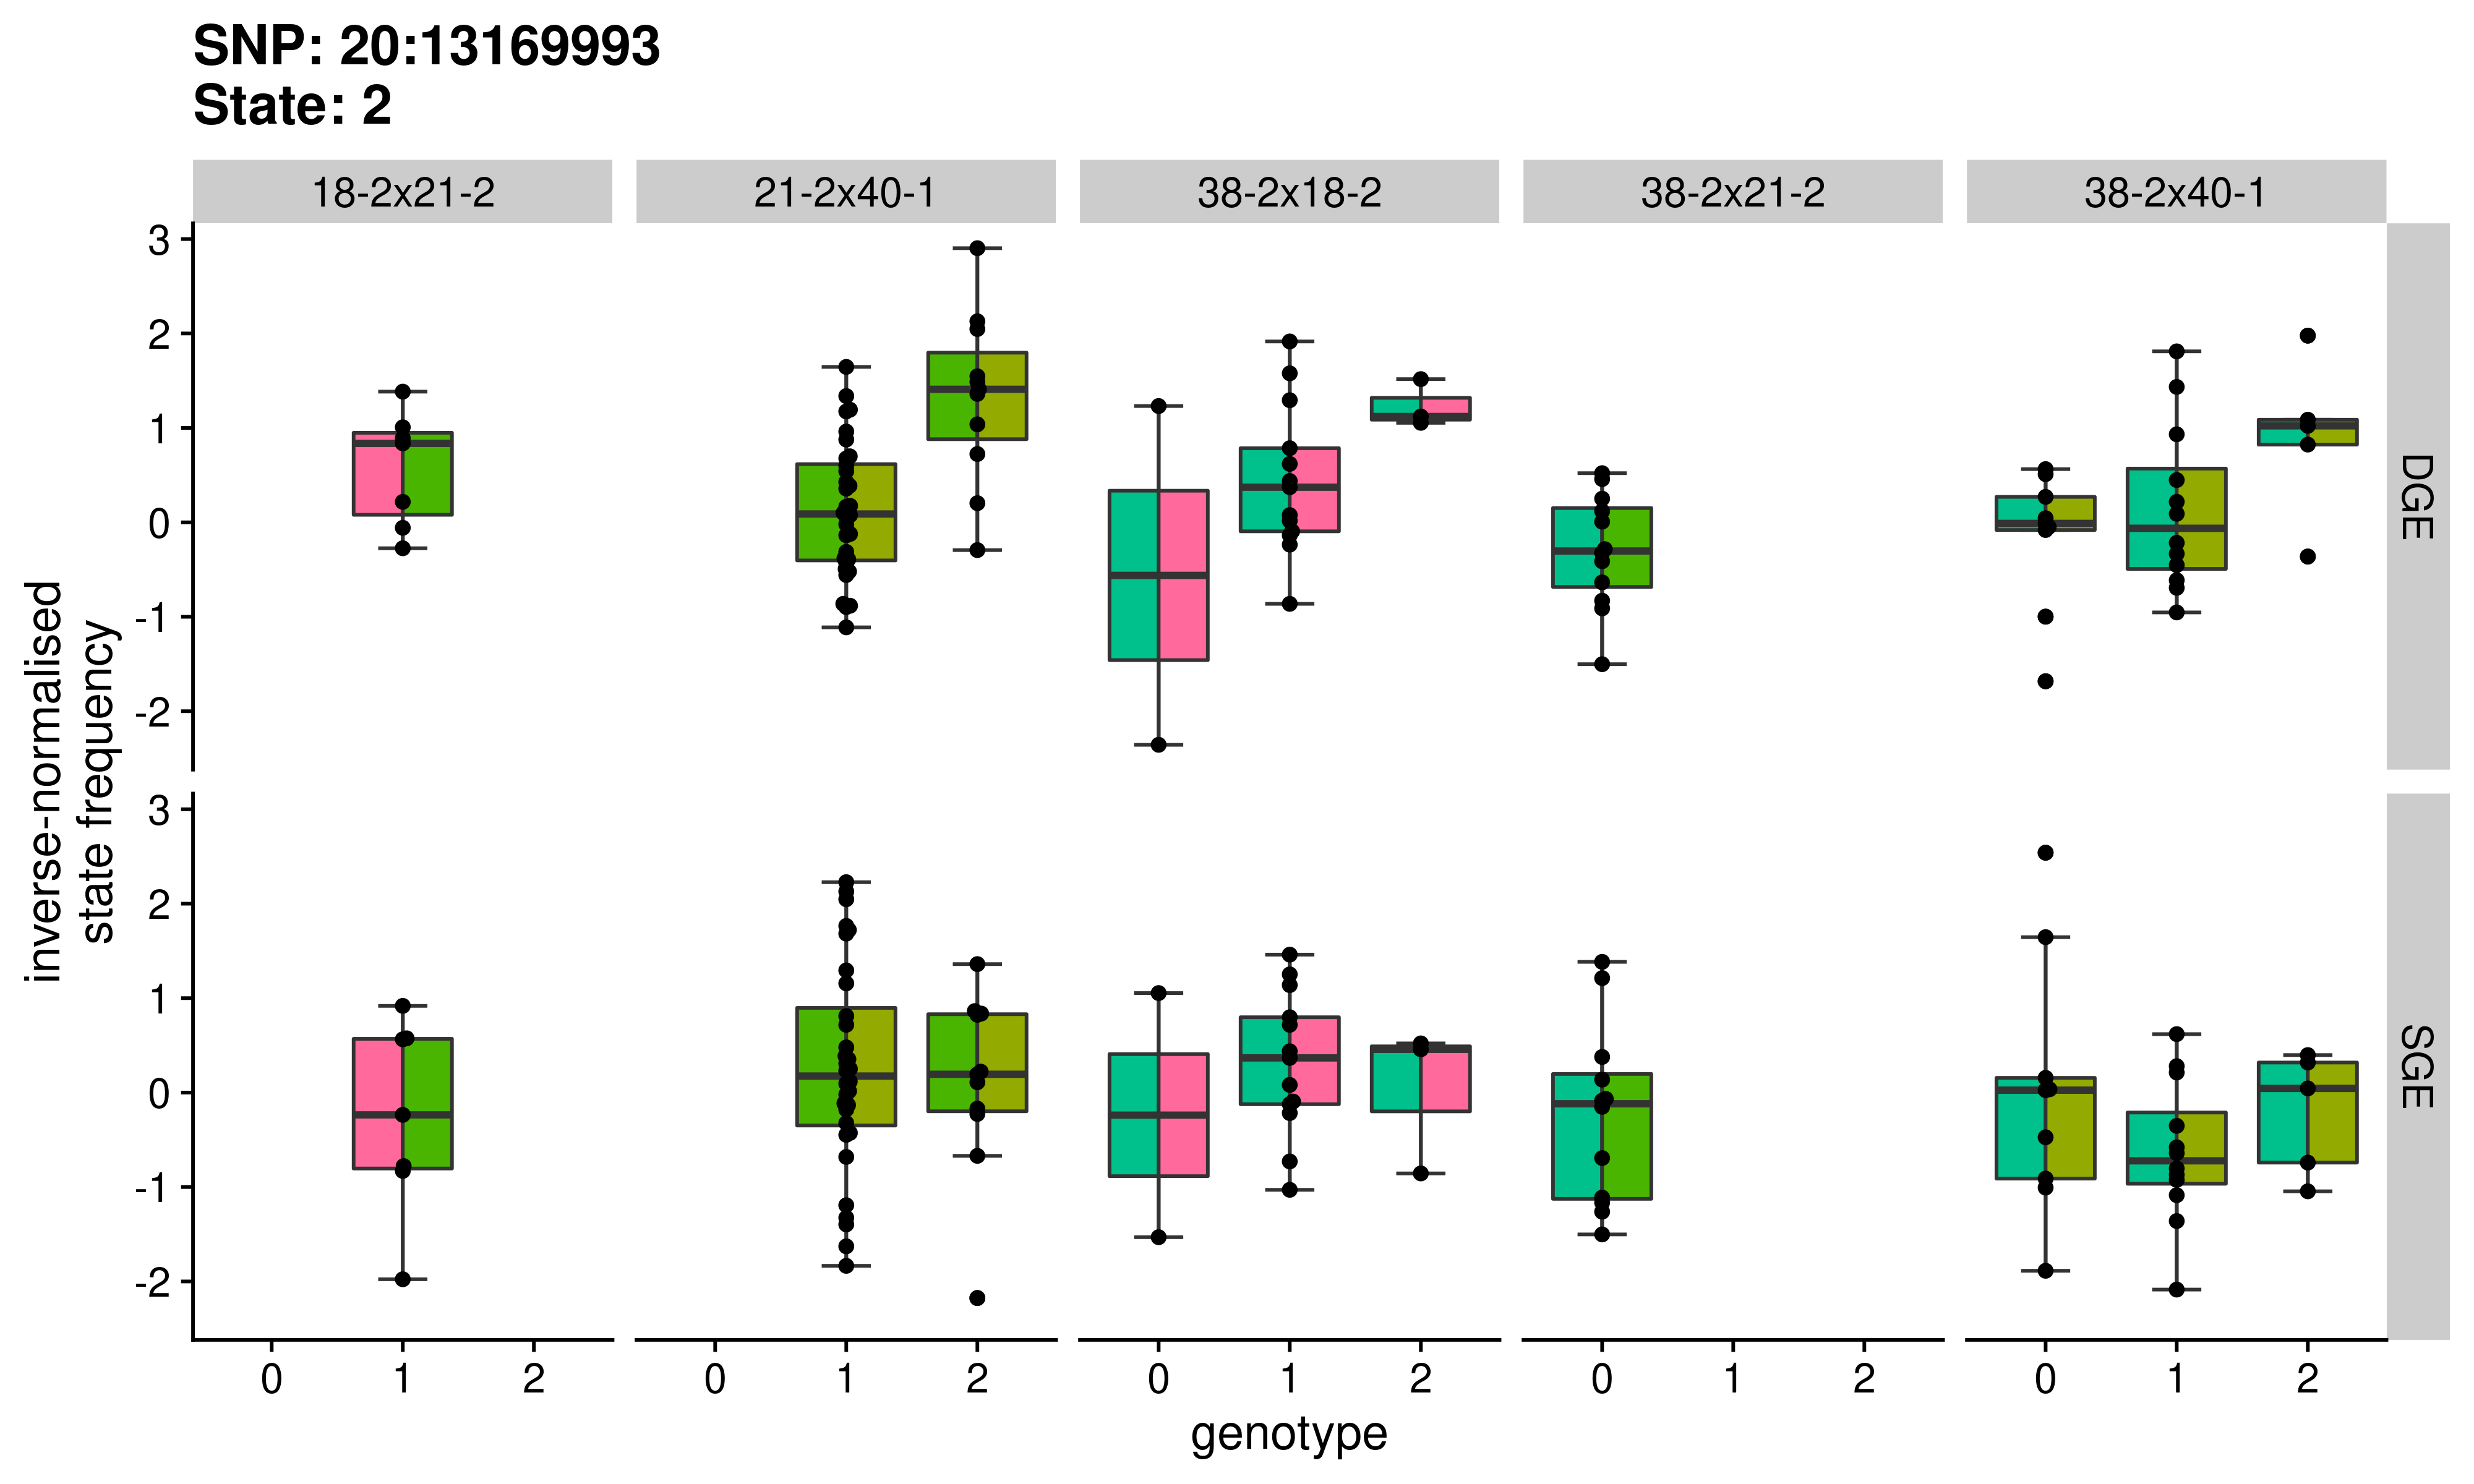 SNP: 20:13169993
State: 2
18-2x21-2 21-2x40-1 38-2x18-2 38-2x21-2 38-2x40-1
3
2
1
0
-1
-2
DGE
inverse-normalised
state frequency
3
2
1
0
-1
-2
SGE
0 1 2 0 1 2 0 1 2 0 1 2 0 1 2
genotype